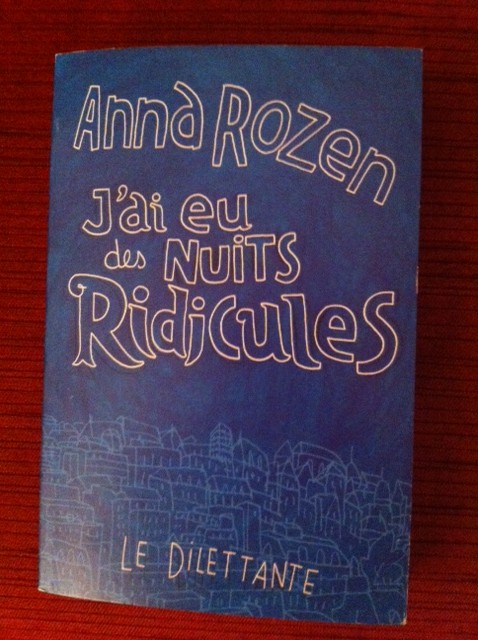 Anna Rozen
J'ai eu
des NUITS
Ridicules
LE DILETTANTE